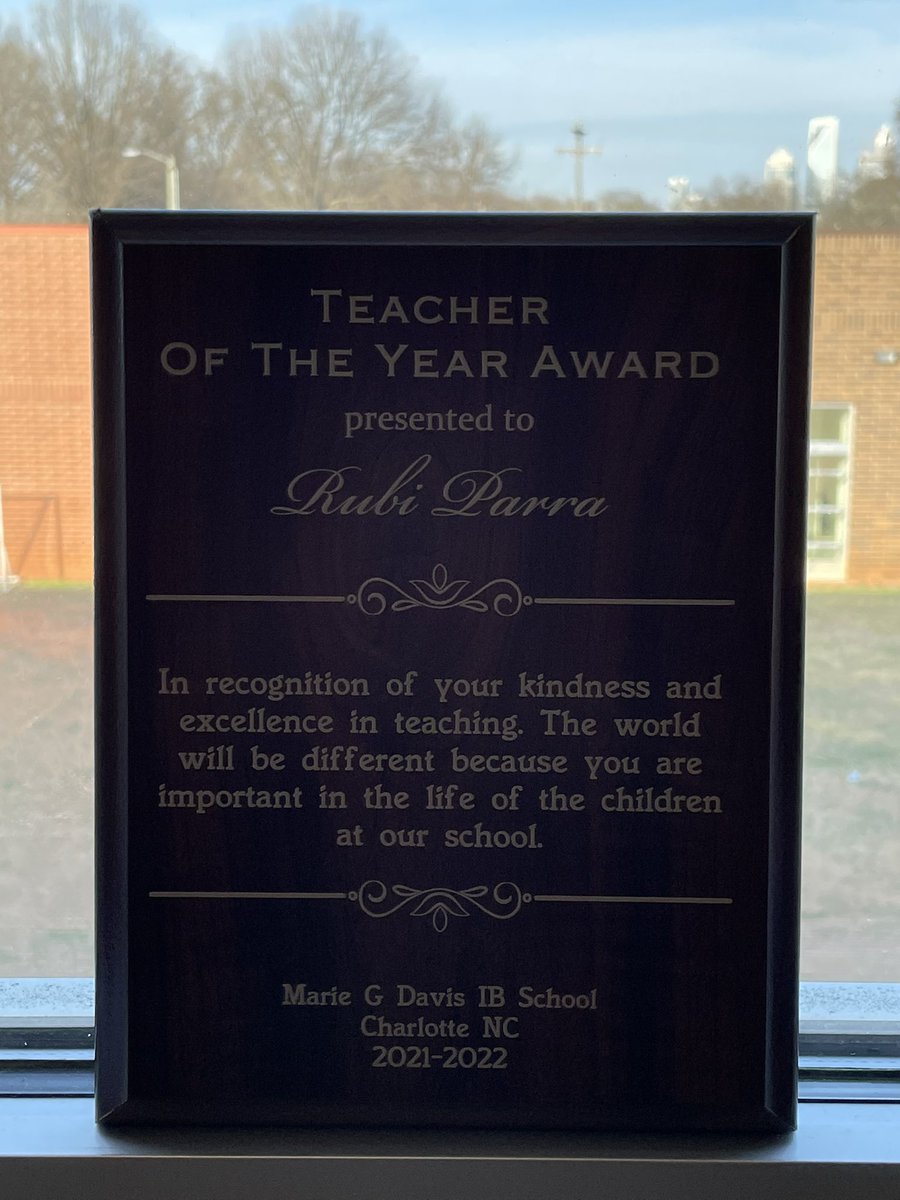 Teacher
Of The Year Award
presented to
Rubi Parra
In recognition of your kindness and
excellence in teaching. The world
will be different because you are
important in the life of the children
at our school.
Marie G Davis IB School
Charlotte NC
2021-2022